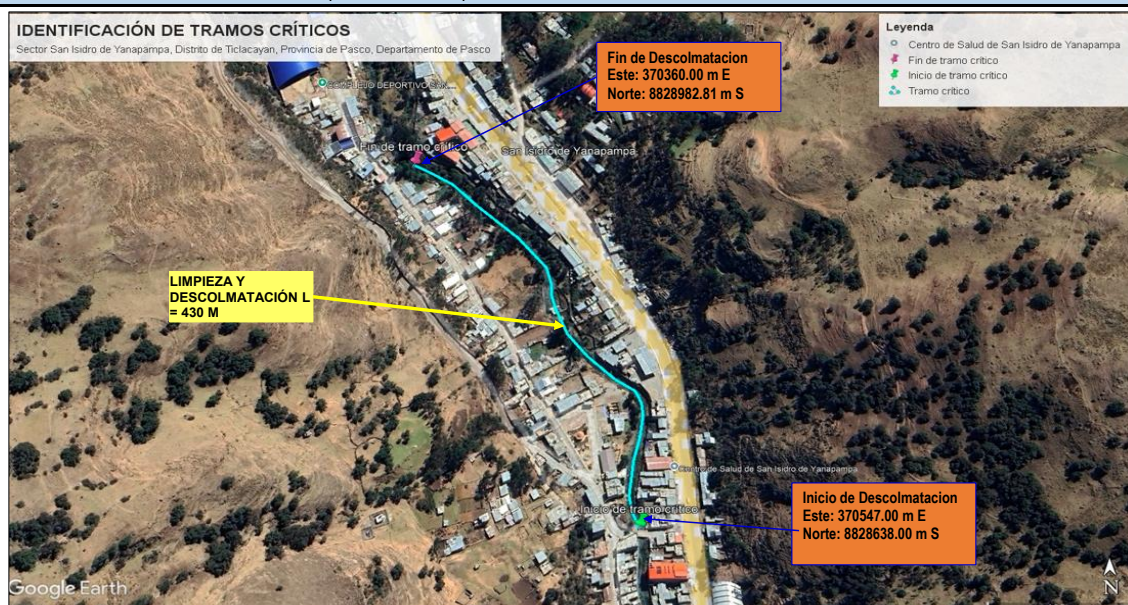 IDENTIFICACIÓN DE TRAMOS CRÍTICOS
Sector San Isidro de Yanapampa, Distrito de Ticlacayan, Provincia de Pasco, Departamento de Pasco
Leyenda
Centro de Salud de San Isidro de Yanapampa
Fin de tramo crítico
Inicio de tramo crítico
Tramo crítico
Fin de Descolmatacion
Este: 370360.00 m E
Norte: 8828982.81 m S
COMPLEJO DEPORTIVO SAN...
Fin de tramo crítico
San Isidro de Yanapampa
LIMPIEZA Y
DESCOLMATACIÓN L
= 430 M
Centro de Salud de San Isidro de Yanapampa
Inicio de Descolmatacion
Este: 370547.00 m E
Norte: 8828638.00 m S
Inicio de tramo crítico
Google Earth
N